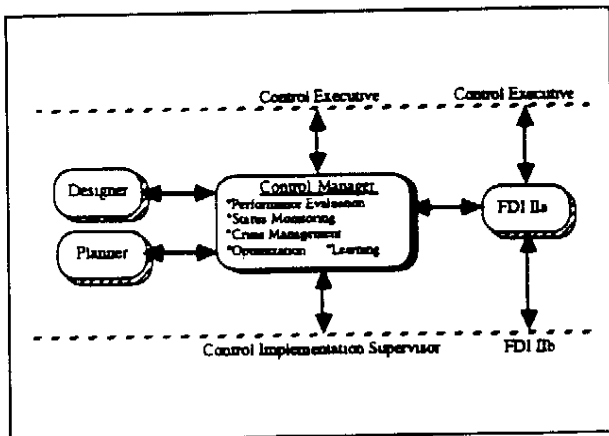 Control Executive
Control Executive
Designer
Control Manager
*Performance Evaluation
*Status Monitoring
*Crisis Management
*Optimization *Learning
FDI IIa
Planner
Control Implementation Supervisor
FDI IIb